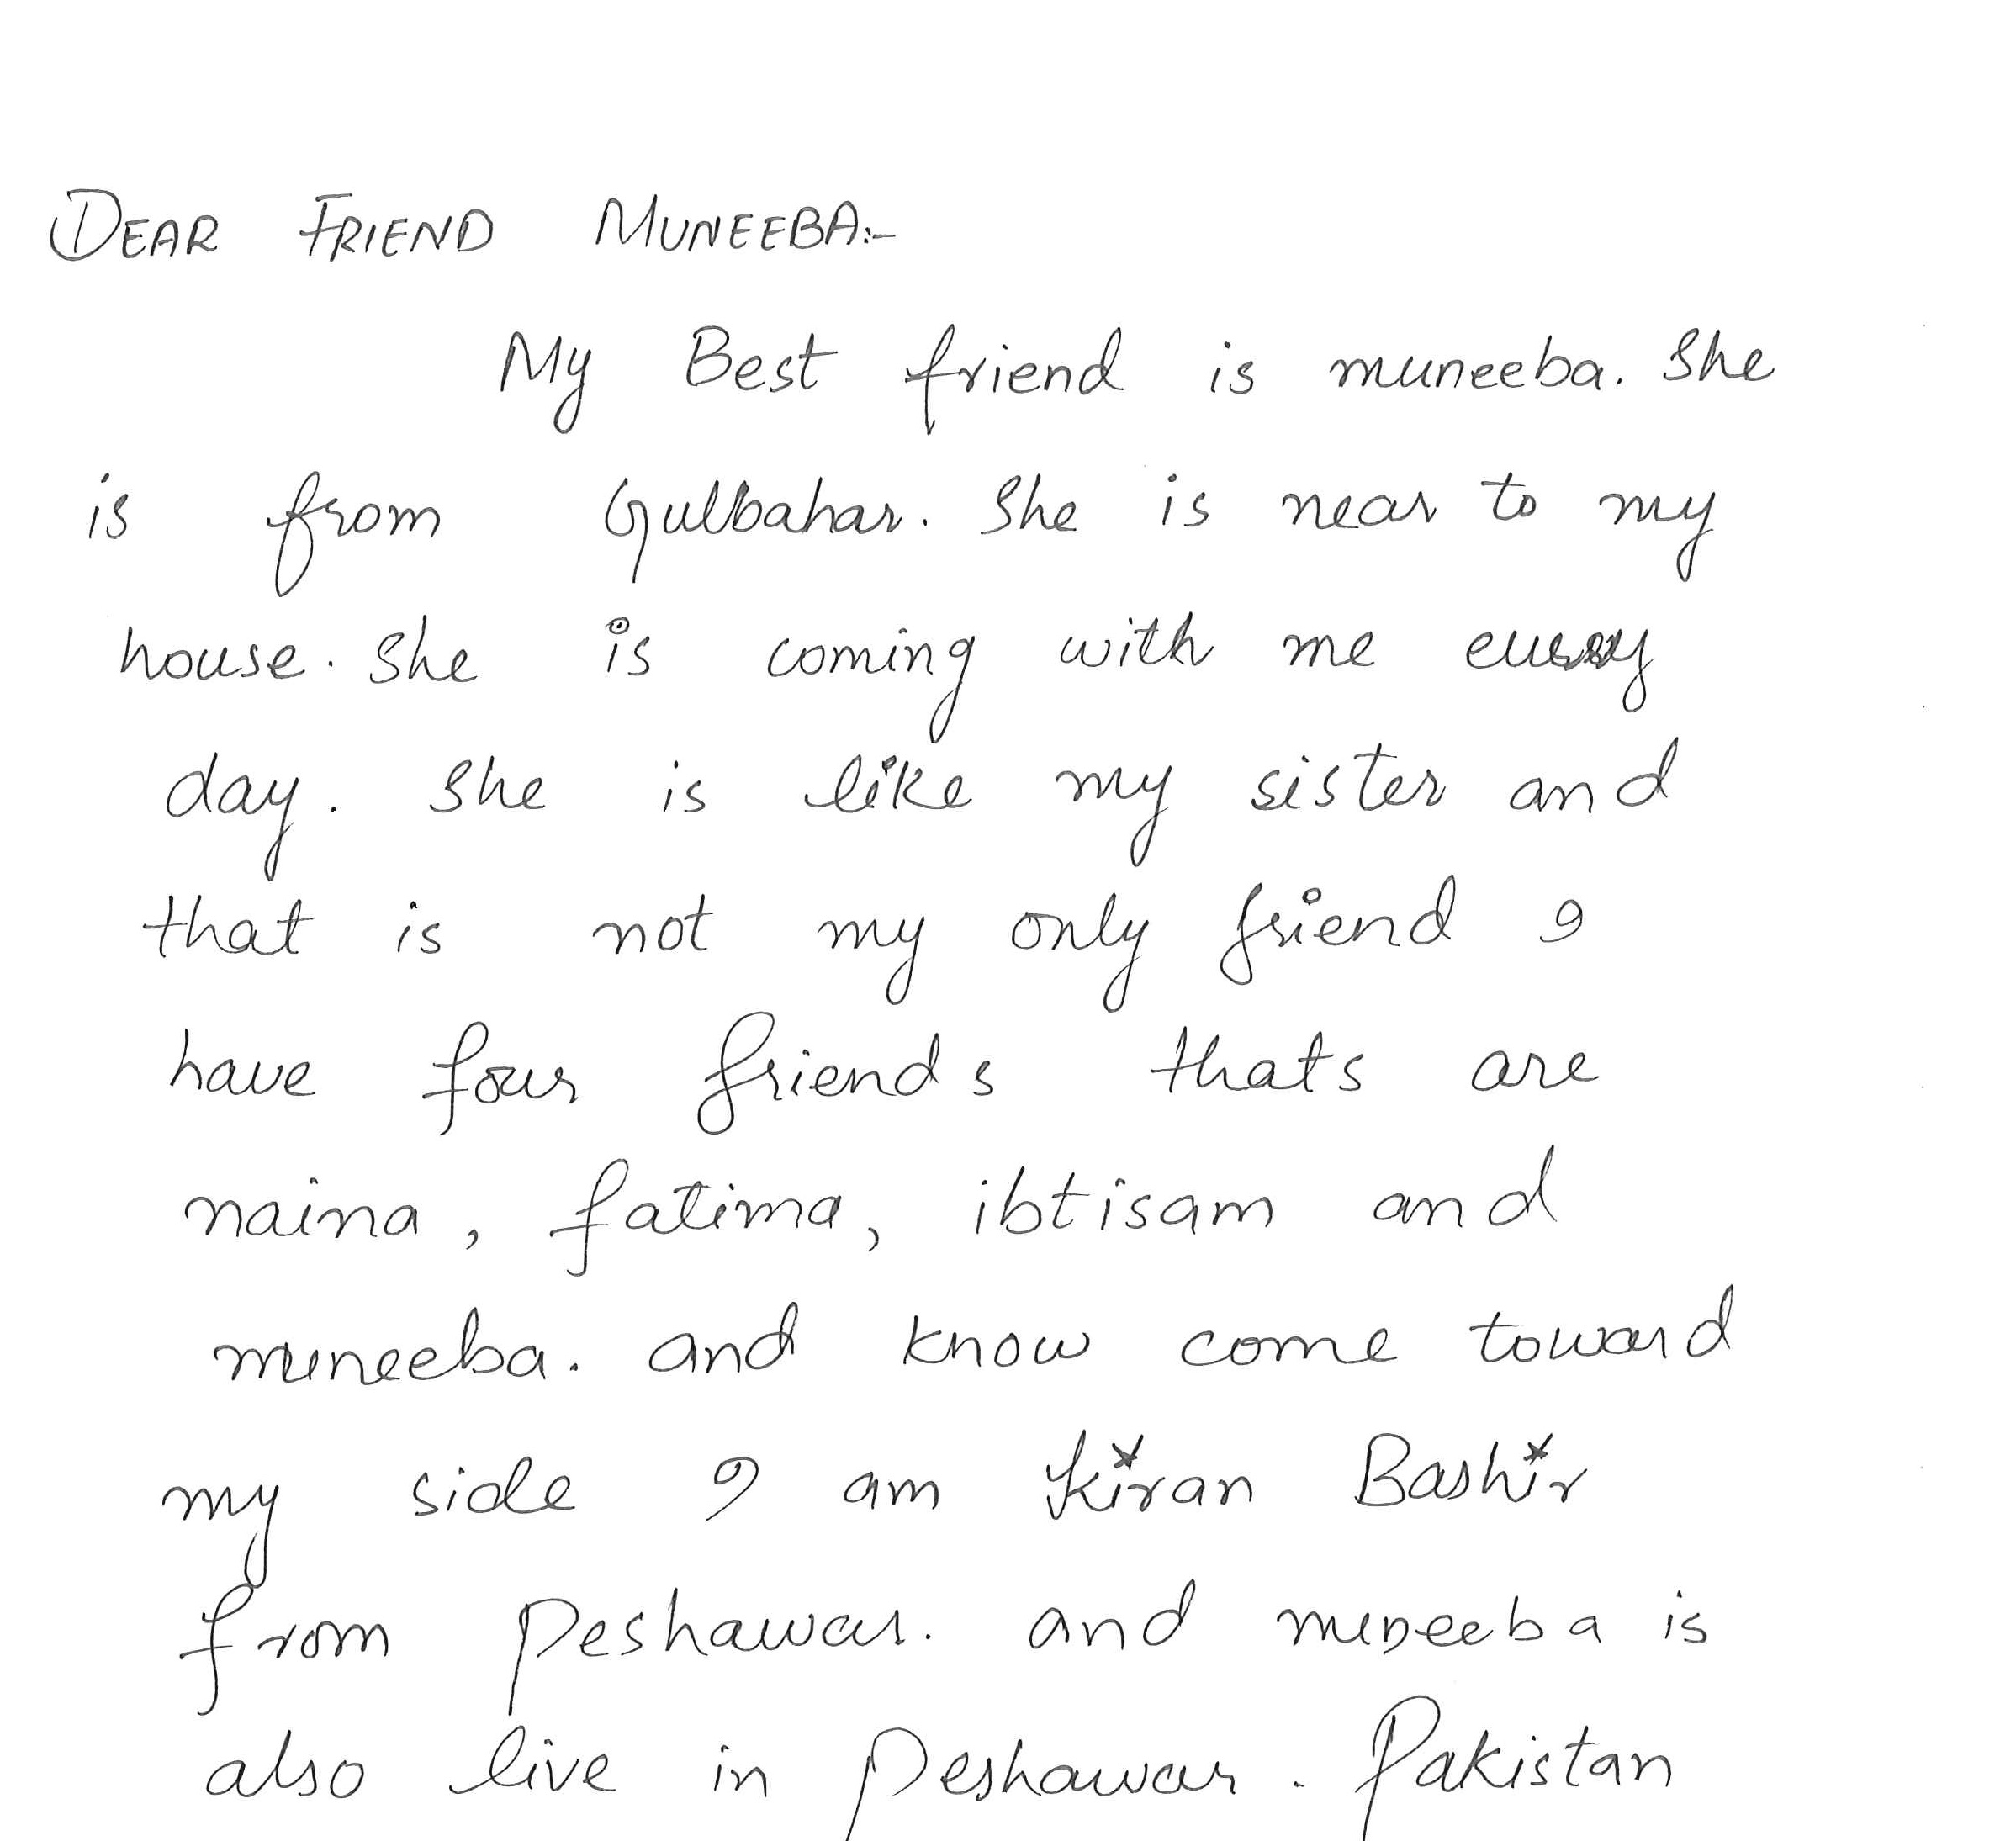 DEAR FRIEND MUNEEBA:-
My Best friend is muneeba. She
is from Gulbahar. She is near to my
house. She is coming with me every
day. She is like my sister and
that is not my only friend I
have four friends thats are
naina, fatima, ibtisam and
muneeba. and know come toward
my side I am Kiran Bashir
from Peshawar. and muneeba is
also live in Peshawar. Pakistan